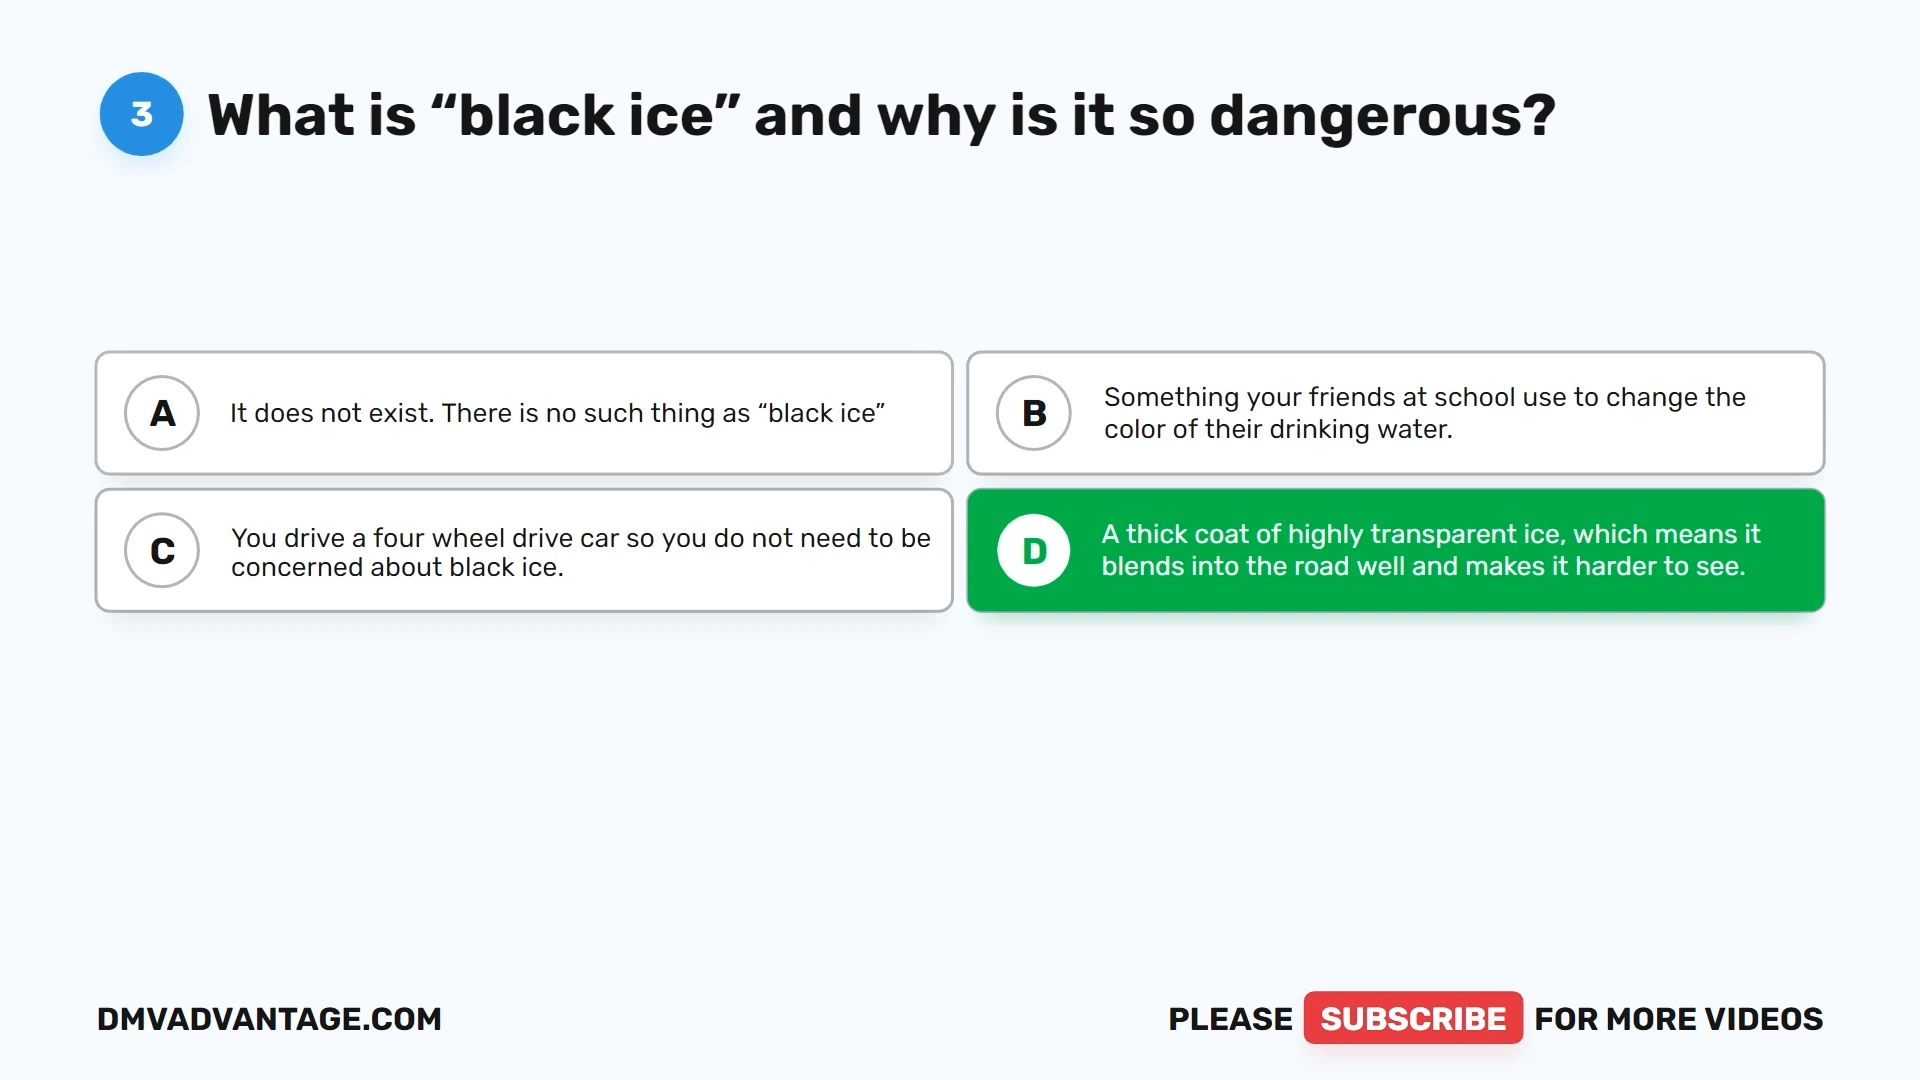 3
What is “black ice” and why is it so dangerous?
A
It does not exist. There is no such thing as “black ice”
B
Something your friends at school use to change the
color of their drinking water.
C
You drive a four wheel drive car so you do not need to be
concerned about black ice.
D
A thick coat of highly transparent ice, which means it
blends into the road well and makes it harder to see.
DMVADVANTAGE.COM
PLEASE SUBSCRIBE FOR MORE VIDEOS